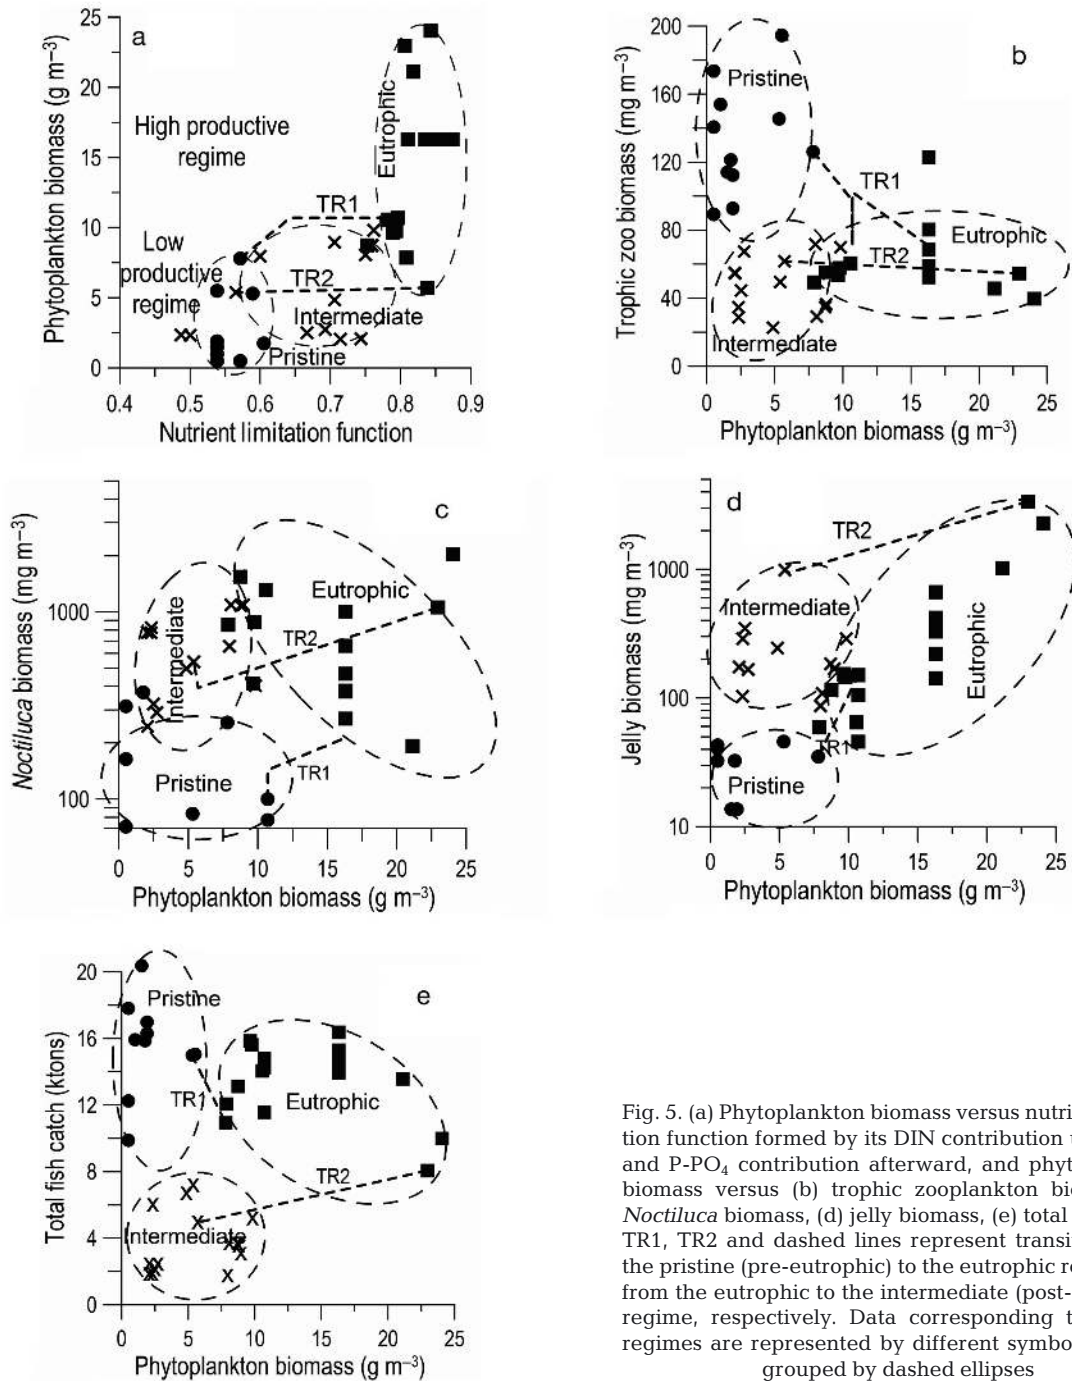 a
Phytoplankton biomass (g m⁻³)
25
20
15
10
5
0
High productive
regime
Low
productive
regime
TR1
TR2
Eutrophic
Intermediate
Pristine
0.4 0.5 0.6 0.7 0.8 0.9
Nutrient limitation function
b
Trophic zoo biomass (mg m⁻³)
200
160
120
80
40
0
Pristine
TR1
TR2
Eutrophic
Intermediate
0 5 10 15 20 25
Phytoplankton biomass (g m⁻³)
c
Noctiluca biomass (mg m⁻³)
1000
100
Intermediate
Eutrophic
TR2
Pristine
TR1
0 5 10 15 20 25
Phytoplankton biomass (g m⁻³)
d
Jelly biomass (mg m⁻³)
1000
100
10
TR2
Intermediate
Eutrophic
TR1
Pristine
0 5 10 15 20 25
Phytoplankton biomass (g m⁻³)
e
Total fish catch (ktons)
20
16
12
8
4
0
Pristine
TR1
Eutrophic
TR2
Intermediate
0 5 10 15 20 25
Phytoplankton biomass (g m⁻³)
Fig. 5. (a) Phytoplankton biomass versus nutri
tion function formed by its DIN contribution u
and P-PO₄ contribution afterward, and phyt
biomass versus (b) trophic zooplankton bio
Noctiluca biomass, (d) jelly biomass, (e) total
TR1, TR2 and dashed lines represent transi
the pristine (pre-eutrophic) to the eutrophic re
from the eutrophic to the intermediate (post-
regime, respectively. Data corresponding t
regimes are represented by different symbo
grouped by dashed ellipses